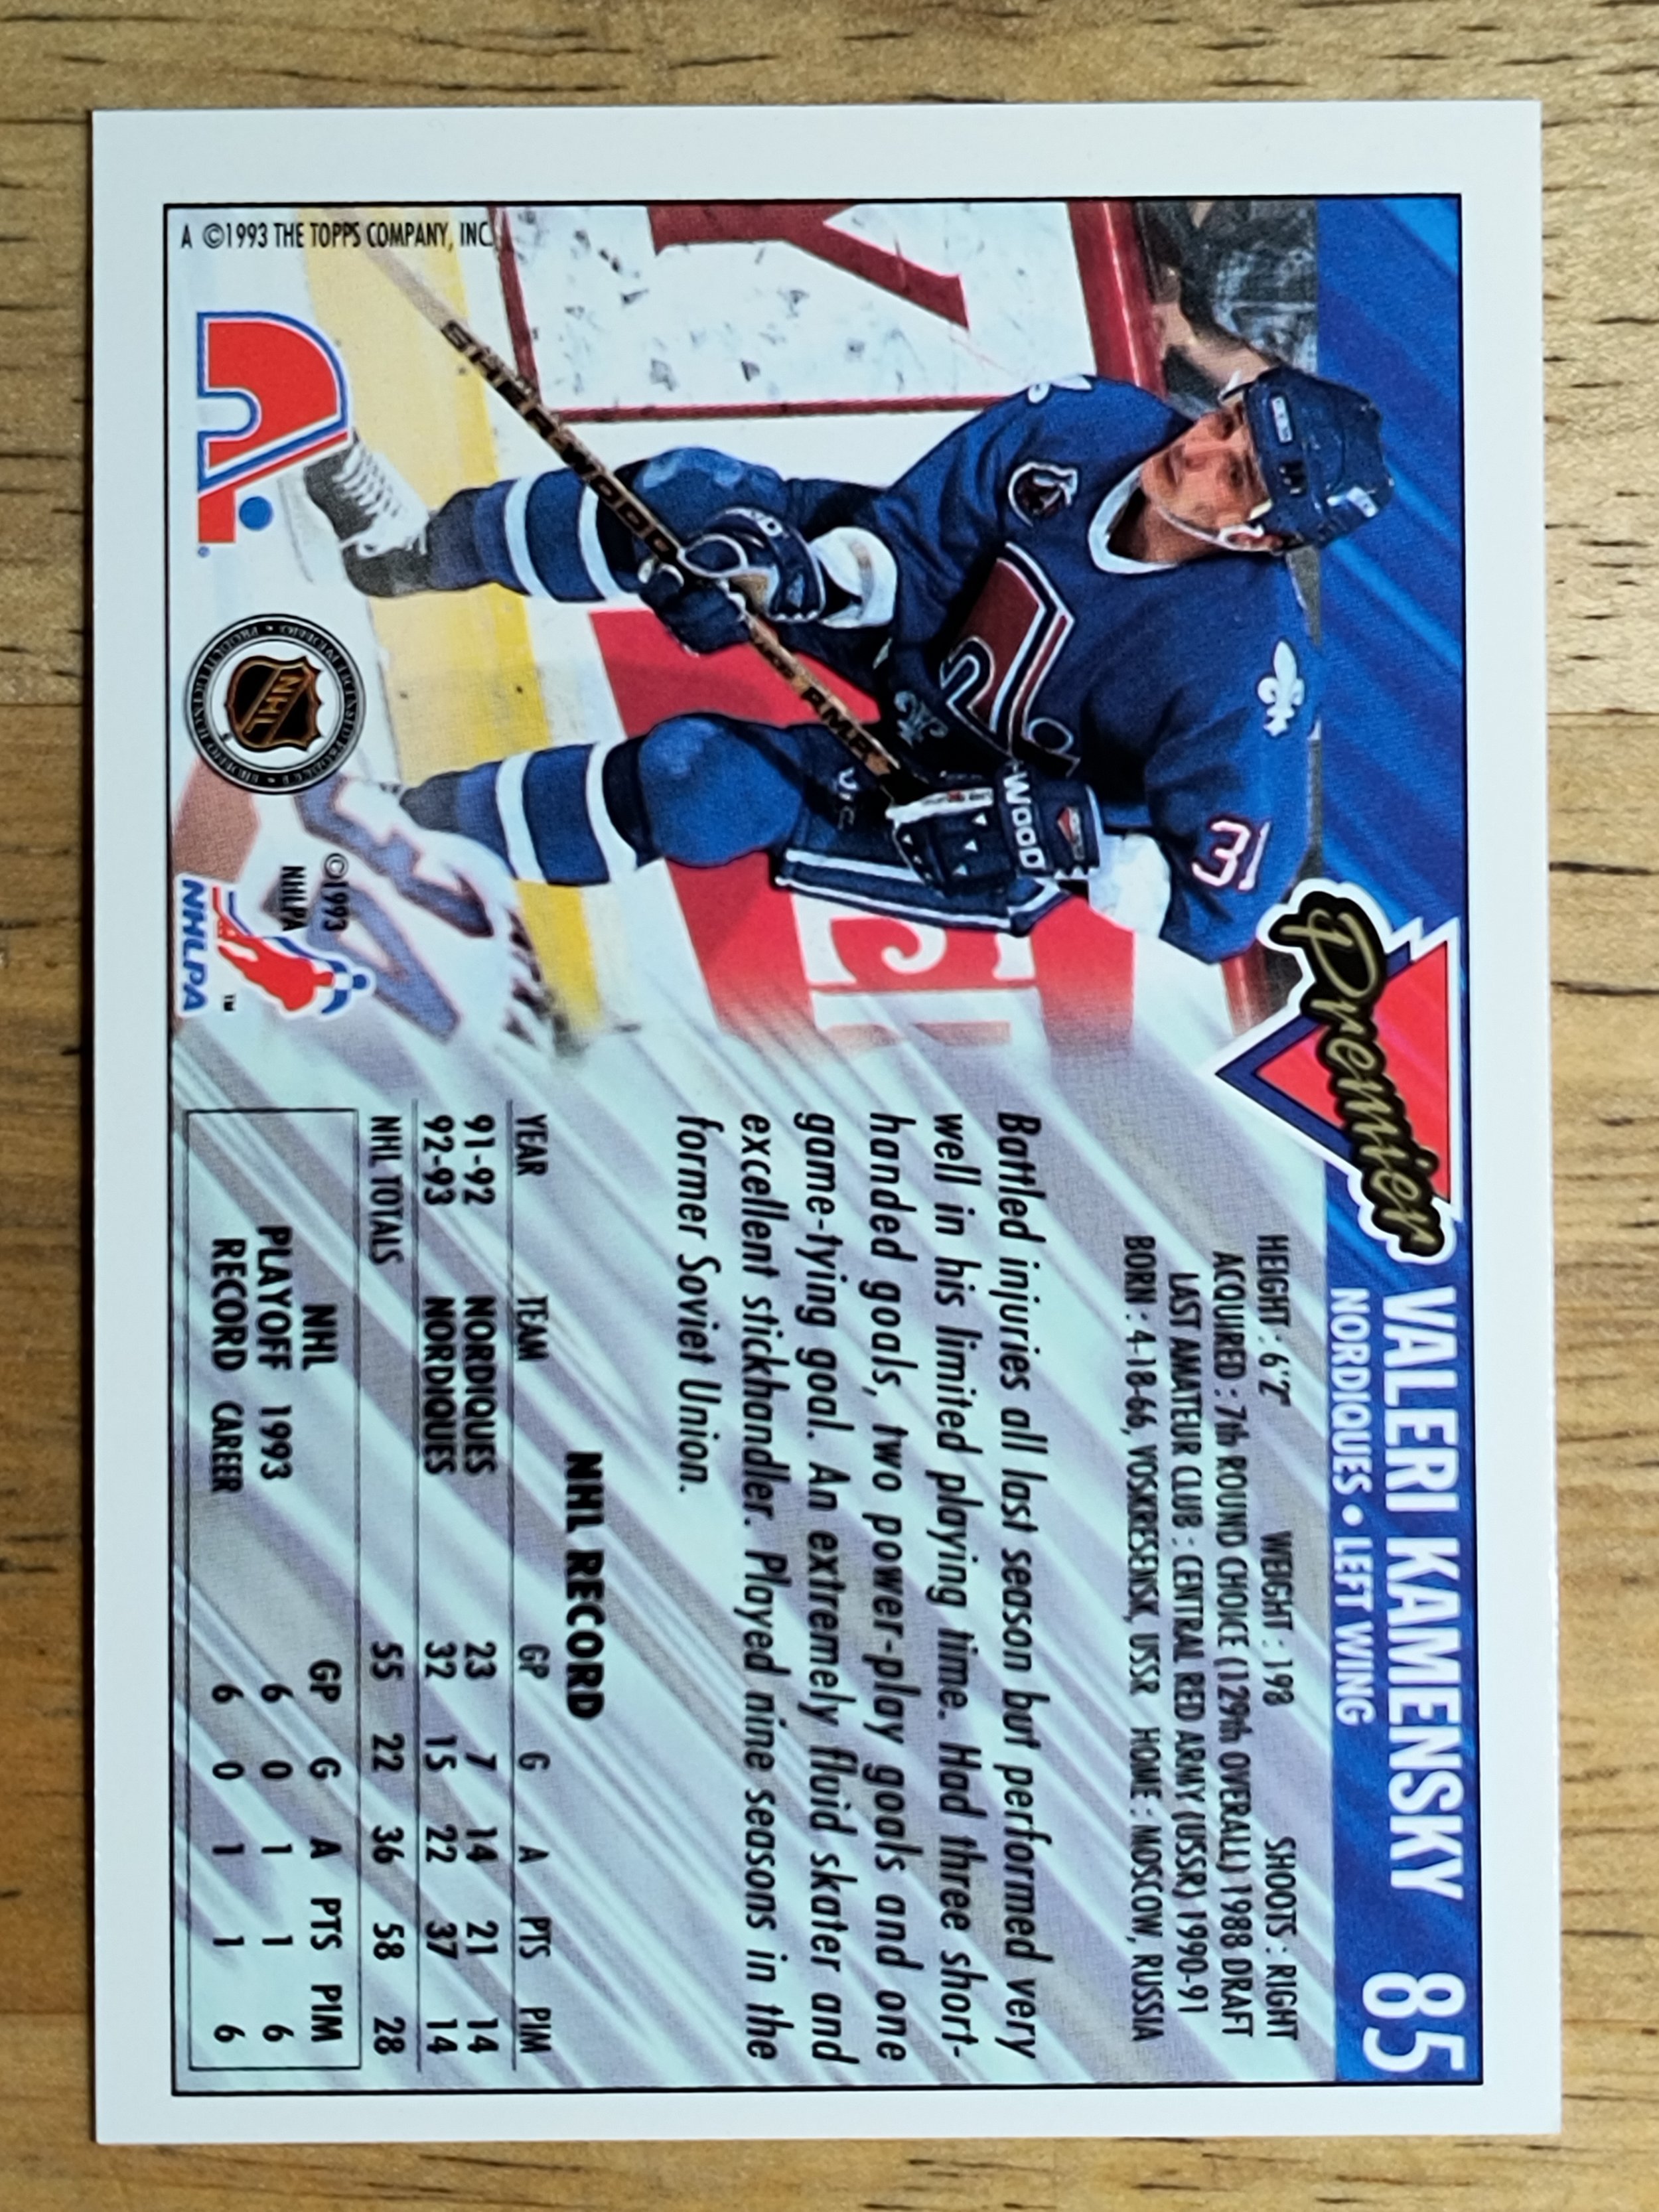 Premier
VALERI KAMENSKY 85
NORDIQUES • LEFT WING
HEIGHT : 6'2" WEIGHT : 198 SHOOTS : RIGHT
ACQUIRED : 7th ROUND CHOICE (129th OVERALL) 1988 DRAFT
LAST AMATEUR CLUB : CENTRAL RED ARMY (USSR) 1990-91
BORN : 4-18-66, VOSKRESENSK, USSR HOME : MOSCOW, RUSSIA
Battled injuries all last season but performed very
well in his limited playing time. Had three short-
handed goals, two power-play goals and one
game-tying goal. An extremely fluid skater and
excellent stickhandler. Played nine seasons in the
former Soviet Union.
NHL RECORD
YEAR TEAM GP G A PTS PIM
91-92 NORDIQUES 23 7 14 21 14
92-93 NORDIQUES 32 15 22 37 14
NHL TOTALS 55 22 36 58 28
NHL GP G A PTS PIM
PLAYOFF 1993 6 0 1 1 6
RECORD CAREER 6 0 1 1 6
31
WOOD
SHERWOOD
A ©1993 THE TOPPS COMPANY, INC.
NHL
©1993
NHLPA
NHLPA ™